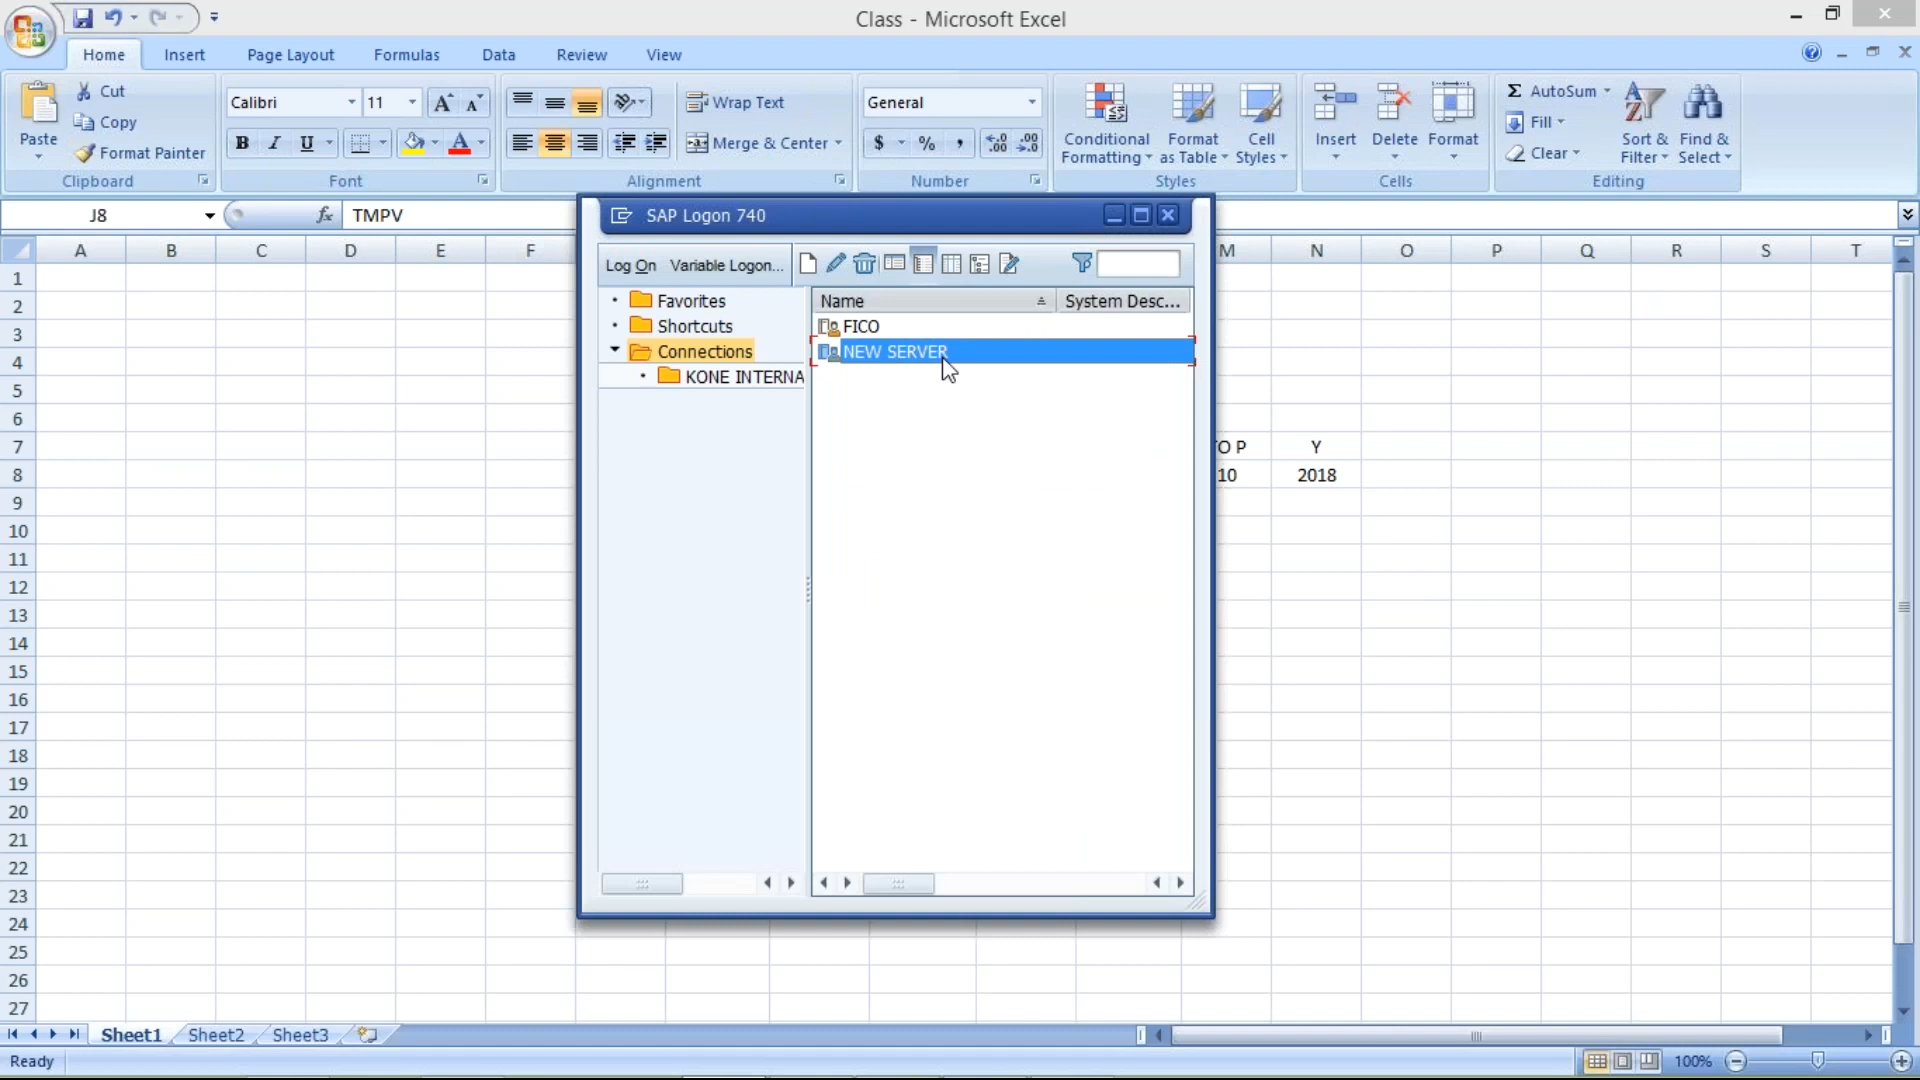 Class - Microsoft Excel
Home Insert Page Layout Formulas Data Review View
Paste
Cut
Copy
Format Painter
Clipboard
Calibri 11
B I U
Font
Wrap Text
Merge & Center
Alignment
General
$ % ,
Number
Conditional Formatting
Format as Table
Cell Styles
Styles
Insert Delete Format
Cells
AutoSum
Fill
Clear
Sort & Filter
Find & Select
Editing
J8 fx TMPV
SAP Logon 740
Log On Variable Logon...
Favorites
Shortcuts
Connections
KONE INTERNA
Name System Desc...
FICO
NEW SERVER
A B C D E F M N O P Q R S T
1
2
3
4
5
6
7 O P Y
8 10 2018
9
10
11
12
13
14
15
16
17
18
19
20
21
22
23
24
25
26
27
Sheet1 Sheet2 Sheet3
Ready 100%